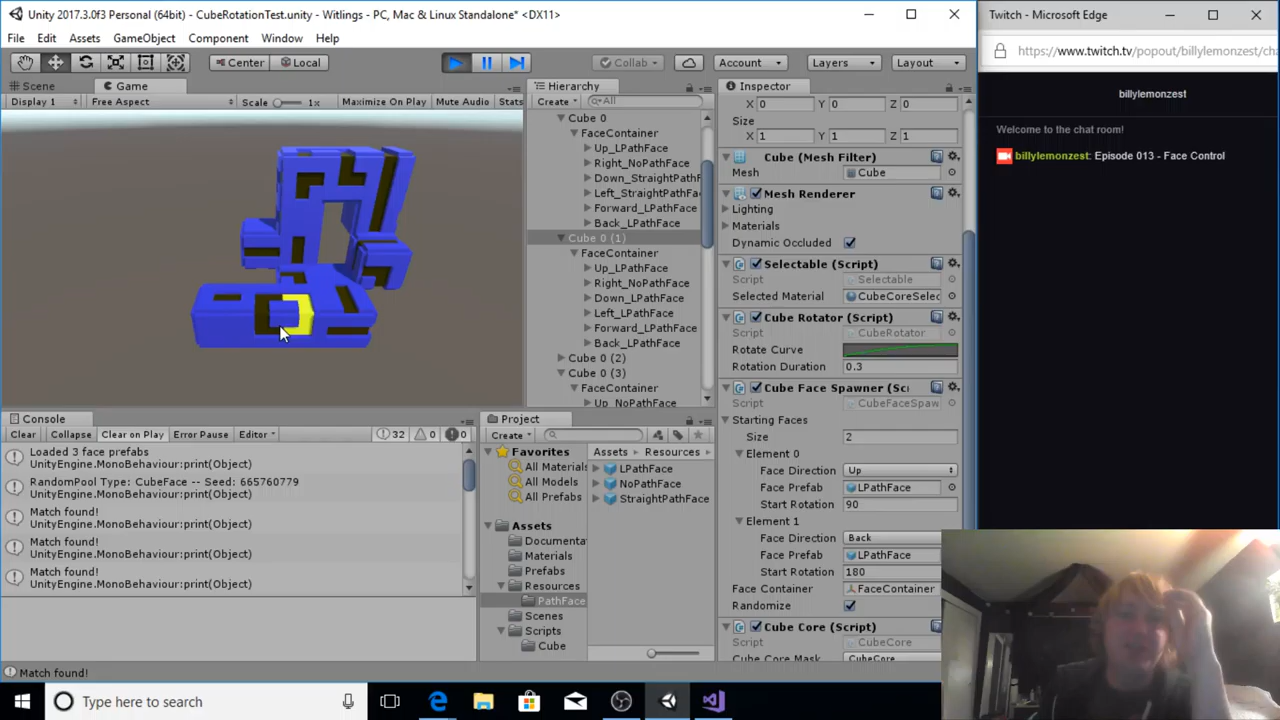 Unity 2017.3.0f3 Personal (64bit) - CubeRotationTest.unity - Witlings - PC, Mac & Linux Standalone* <DX11>
Twitch - Microsoft Edge
File Edit Assets GameObject Component Window Help
https://www.twitch.tv/popout/billylemonzest/cha
Center Local
Collab Account Layers Layout
Scene Game
Hierarchy
Inspector
Display 1 Free Aspect Scale 1x Maximize On Play Mute Audio Stats
Create All
billylemonzest
Welcome to the chat room!
billylemonzest: Episode 013 - Face Control
Cube 0
FaceContainer
Up_LPathFace
Right_NoPathFace
Down_StraightPathFa
Left_StraightPathFa
Forward_LPathFace
Back_LPathFace
Cube 0 (1)
FaceContainer
Up_LPathFace
Right_NoPathFace
Down_LPathFace
Left_LPathFace
Forward_LPathFace
Back_LPathFace
Cube 0 (2)
Cube 0 (3)
FaceContainer
Up_NoPathFace
X 0 Y 0 Z 0
Size
X 1 Y 1 Z 1
Cube (Mesh Filter)
Mesh Cube
Mesh Renderer
Lighting
Materials
Dynamic Occluded
Selectable (Script)
Script Selectable
Selected Material CubeCoreSelec
Cube Rotator (Script)
Script CubeRotator
Rotate Curve
Rotation Duration 0.3
Cube Face Spawner (Sc
Script CubeFaceSpaw
Starting Faces
Size 2
Element 0
Face Direction Up
Face Prefab LPathFace
Start Rotation 90
Element 1
Face Direction Back
Face Prefab LPathFace
Start Rotation 180
Face Container FaceContainer
Randomize
Cube Core (Script)
Script CubeCore
Cube Core Mask CubeCore
Console
Clear Collapse Clear on Play Error Pause Editor 32 0 0
Loaded 3 face prefabs
UnityEngine.MonoBehaviour:print(Object)
RandomPool Type: CubeFace -- Seed: 665760779
UnityEngine.MonoBehaviour:print(Object)
Match found!
UnityEngine.MonoBehaviour:print(Object)
Match found!
UnityEngine.MonoBehaviour:print(Object)
Match found!
UnityEngine.MonoBehaviour:print(Object)
Match found!
Project
Create
Favorites
All Materials
All Models
All Prefabs
Assets
Documenta
Materials
Prefabs
Resources
PathFace
Scenes
Scripts
Cube
Assets Resources
LPathFace
NoPathFace
StraightPathFace
Type here to search